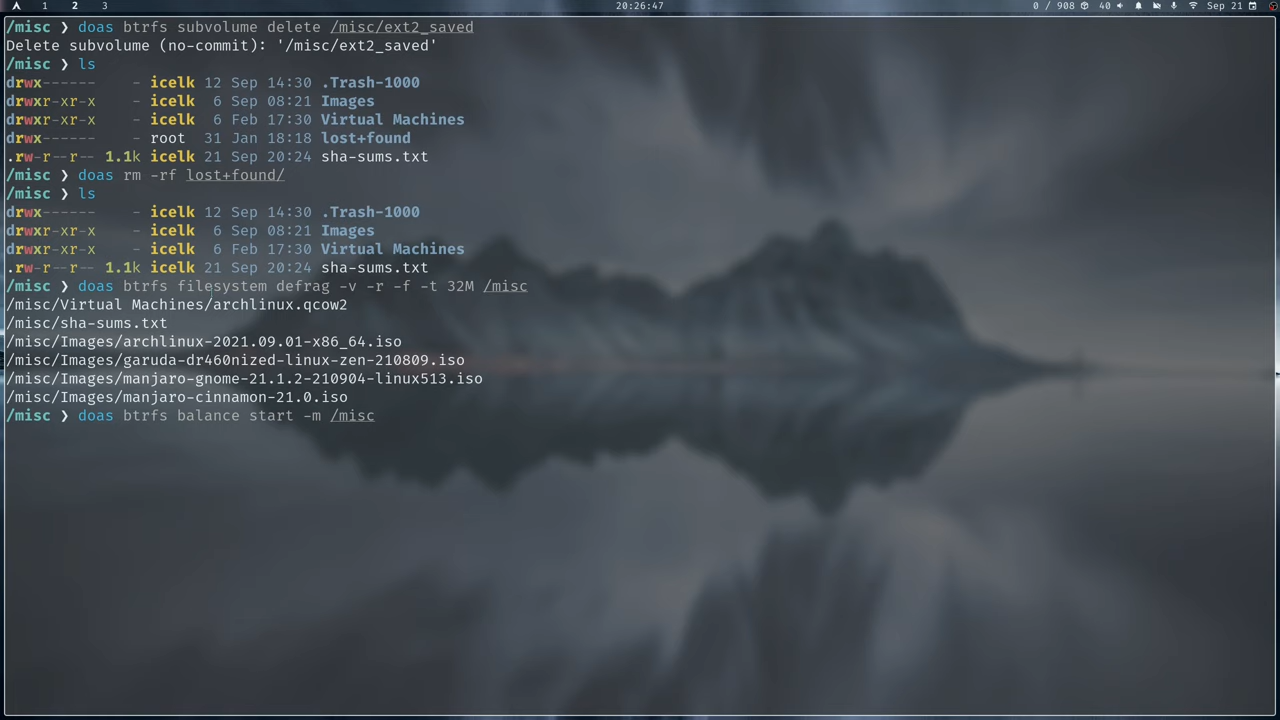 1 2 3 20:26:47 0 / 908 40 Sep 21
/misc ❯ doas btrfs subvolume delete /misc/ext2_saved
Delete subvolume (no-commit): '/misc/ext2_saved'
/misc ❯ ls
drwx------ - icelk 12 Sep 14:30 .Trash-1000
drwxr-xr-x - icelk 6 Sep 08:21 Images
drwxr-xr-x - icelk 6 Feb 17:30 Virtual Machines
drwx------ - root 31 Jan 18:18 lost+found
.rw-r--r-- 1.1k icelk 21 Sep 20:24 sha-sums.txt
/misc ❯ doas rm -rf lost+found/
/misc ❯ ls
drwx------ - icelk 12 Sep 14:30 .Trash-1000
drwxr-xr-x - icelk 6 Sep 08:21 Images
drwxr-xr-x - icelk 6 Feb 17:30 Virtual Machines
.rw-r--r-- 1.1k icelk 21 Sep 20:24 sha-sums.txt
/misc ❯ doas btrfs filesystem defrag -v -r -f -t 32M /misc
/misc/Virtual Machines/archlinux.qcow2
/misc/sha-sums.txt
/misc/Images/archlinux-2021.09.01-x86_64.iso
/misc/Images/garuda-dr460nized-linux-zen-210809.iso
/misc/Images/manjaro-gnome-21.1.2-210904-linux513.iso
/misc/Images/manjaro-cinnamon-21.0.iso
/misc ❯ doas btrfs balance start -m /misc